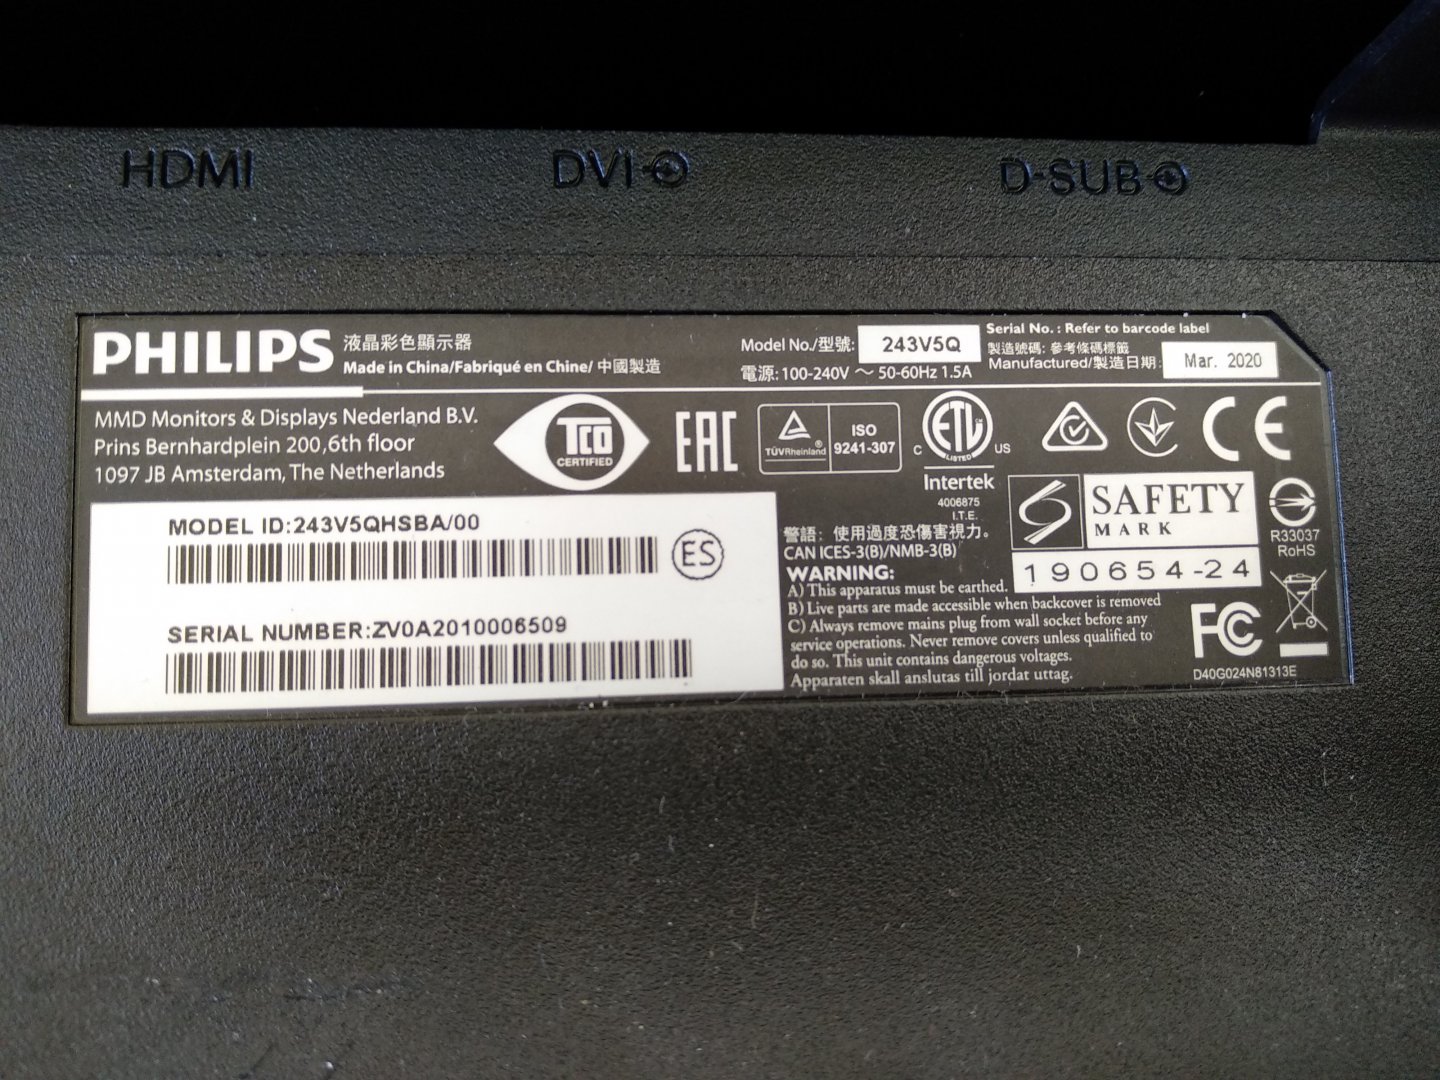 HDMI
DVI-D
D-SUB
PHILIPS
液晶彩色顯示器
Made in China/Fabriqué en Chine/ 中國製造
Model No./型號: 243V5Q
電源: 100-240V ～ 50-60Hz 1.5A
Serial No. : Refer to barcode label
製造號碼: 參考條碼標籤
Manufactured/製造日期: Mar. 2020
MMD Monitors & Displays Nederland B.V.
Prins Bernhardplein 200,6th floor
1097 JB Amsterdam, The Netherlands
TCO
CERTIFIED
EAC
TÜVRheinland®
ISO
9241-307
ETL
LISTED
C US
Intertek
4006875
I.T.E.
CE
MODEL ID:243V5QHSBA/00
ES
SERIAL NUMBER:ZV0A2010006509
警語: 使用過度恐傷害視力。
CAN ICES-3(B)/NMB-3(B)
WARNING:
A) This apparatus must be earthed.
B) Live parts are made accessible when backcover is removed
C) Always remove mains plug from wall socket before any
service operations. Never remove covers unless qualified to
do so. This unit contains dangerous voltages.
Apparaten skall anslutas till jordat uttag.
SAFETY
MARK
190654-24
R33037
RoHS
FC
D40G024N81313E